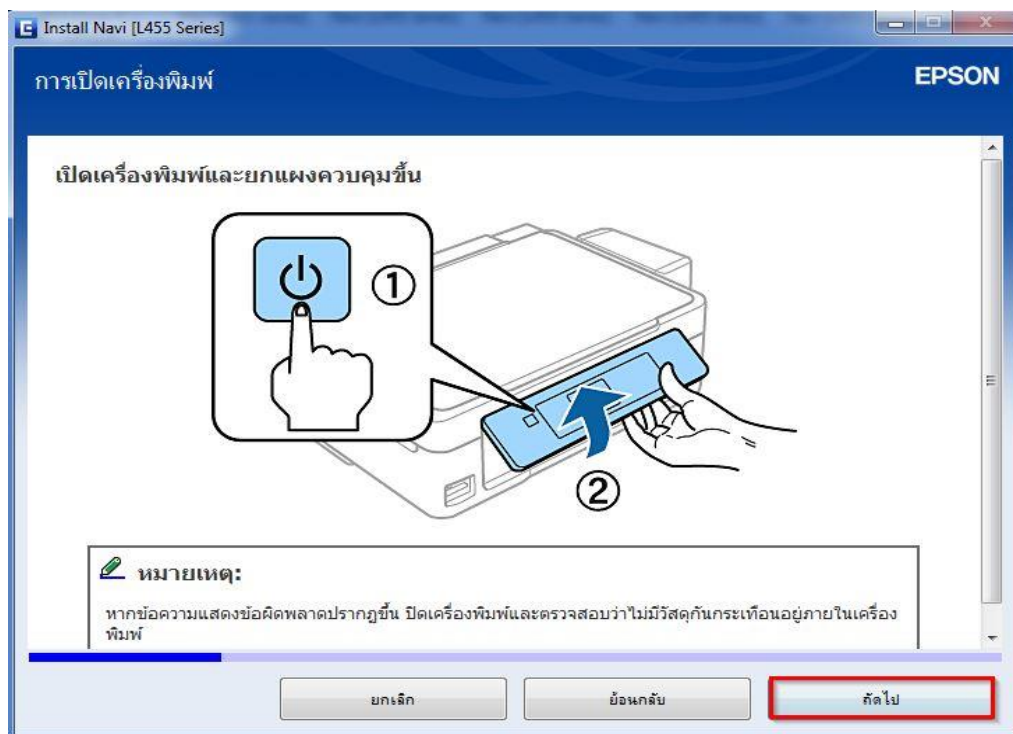 Install Navi [L455 Series]
การเปิดเครื่องพิมพ์
EPSON
เปิดเครื่องพิมพ์และยกแผงควบคุมขึ้น
①
②
หมายเหตุ:
หากข้อความแสดงข้อผิดพลาดปรากฏขึ้น ปิดเครื่องพิมพ์และตรวจสอบว่าไม่มีวัสดุกันกระเทือนอยู่ภายในเครื่อง
พิมพ์
ยกเลิก
ย้อนกลับ
ถัดไป